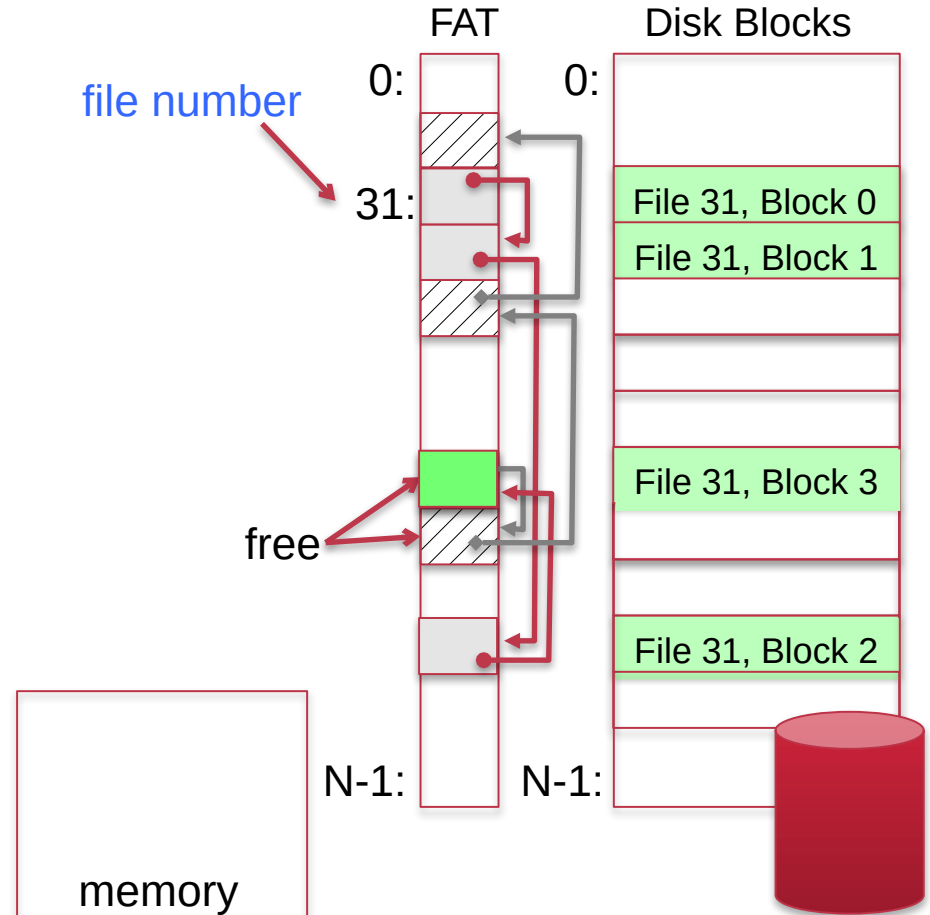 FAT
Disk Blocks
0:
0:
file number
31:
File 31, Block 0
File 31, Block 1
File 31, Block 3
free
File 31, Block 2
N-1:
N-1:
memory